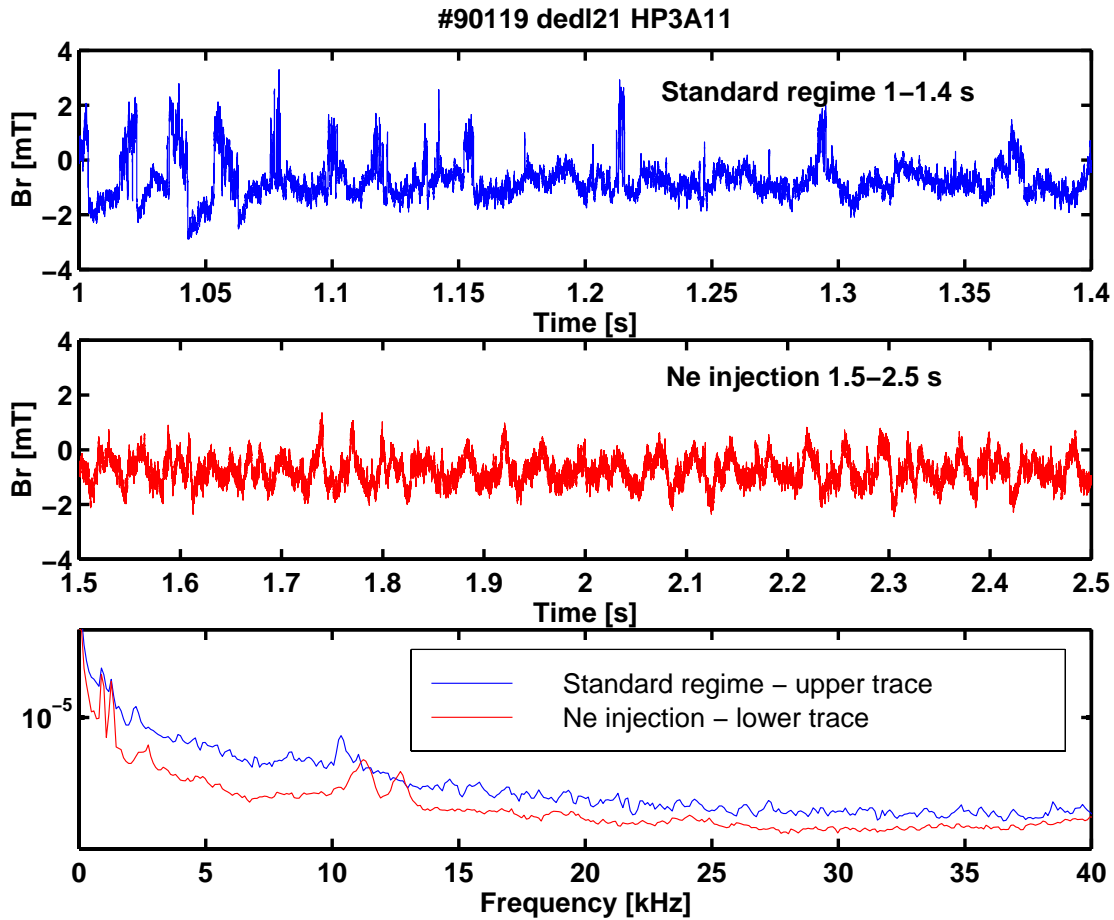 #90119 dedl21 HP3A11
4
2
0
−2
−4
Br [mT]
Standard regime 1−1.4 s
1 1.05 1.1 1.15 1.2 1.25 1.3 1.35 1.4
Time [s]
4
2
0
−2
−4
Br [mT]
Ne injection 1.5−2.5 s
1.5 1.6 1.7 1.8 1.9 2 2.1 2.2 2.3 2.4 2.5
Time [s]
10−5
Standard regime − upper trace
Ne injection − lower trace
0 5 10 15 20 25 30 35 40
Frequency [kHz]